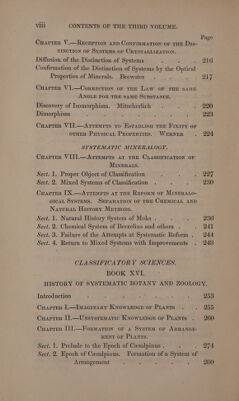 viii CONTENTS OF THE THIRD VOLUME.
Page
CHAPTER V.—RECEPTION AND CONFIRMATION OF THE DIS-
TINCTION OF SYSTEMS OF CRYSTALLIZATION.
Diffusion of the Distinction of Systems . . . . 216
Confirmation of the Distinction of Systems by the Optical
Properties of Minerals. Brewster . . . . 217
CHAPTER VI.—CORRECTION OF THE LAW OF THE SAME
ANGLE FOR THE SAME SUBSTANCE.
Discovery of Isomorphism. Mitscherlich . . . 220
Dimorphism . . . . . . . 223
CHAPTER VII.—ATTEMPTS TO ESTABLISH THE FIXITY OF
OTHER PHYSICAL PROPERTIES. WERNER . . 224
SYSTEMATIC MINERALOGY.
CHAPTER VIII.—ATTEMPTS AT THE CLASSIFICATION OF
MINERALS.
Sect. 1. Proper Object of Classification . . . . 227
Sect. 2. Mixed Systems of Classification . . . . 230
CHAPTER IX.—ATTEMPTS AT THE REFORM OF MINERALO-
GICAL SYSTEMS. SEPARATION OF THE CHEMICAL AND
NATURAL HISTORY METHODS.
Sect. 1. Natural History System of Mohs . . . . 236
Sect. 2. Chemical System of Berzelius and others . . 241
Sect. 3. Failure of the Attempts at Systematic Reform . 244
Sect. 4. Return to Mixed Systems with Improvements . 248
CLASSIFICATORY SCIENCES.
BOOK XVI.
HISTORY OF SYSTEMATIC BOTANY AND ZOOLOGY.
Introduction . . . . . . . 253
CHAPTER I.—IMAGINARY KNOWLEDGE OF PLANTS . . 255
CHAPTER II.—UNSYSTEMATIC KNOWLEDGE OF PLANTS . 260
CHAPTER III.—FORMATION OF A SYSTEM OF ARRANGE-
MENT OF PLANTS.
Sect. 1. Prelude to the Epoch of Cæsalpinus . . . 274
Sect. 2. Epoch of Cæsalpinus. Formation of a System of
Arrangement . . . . . . 280